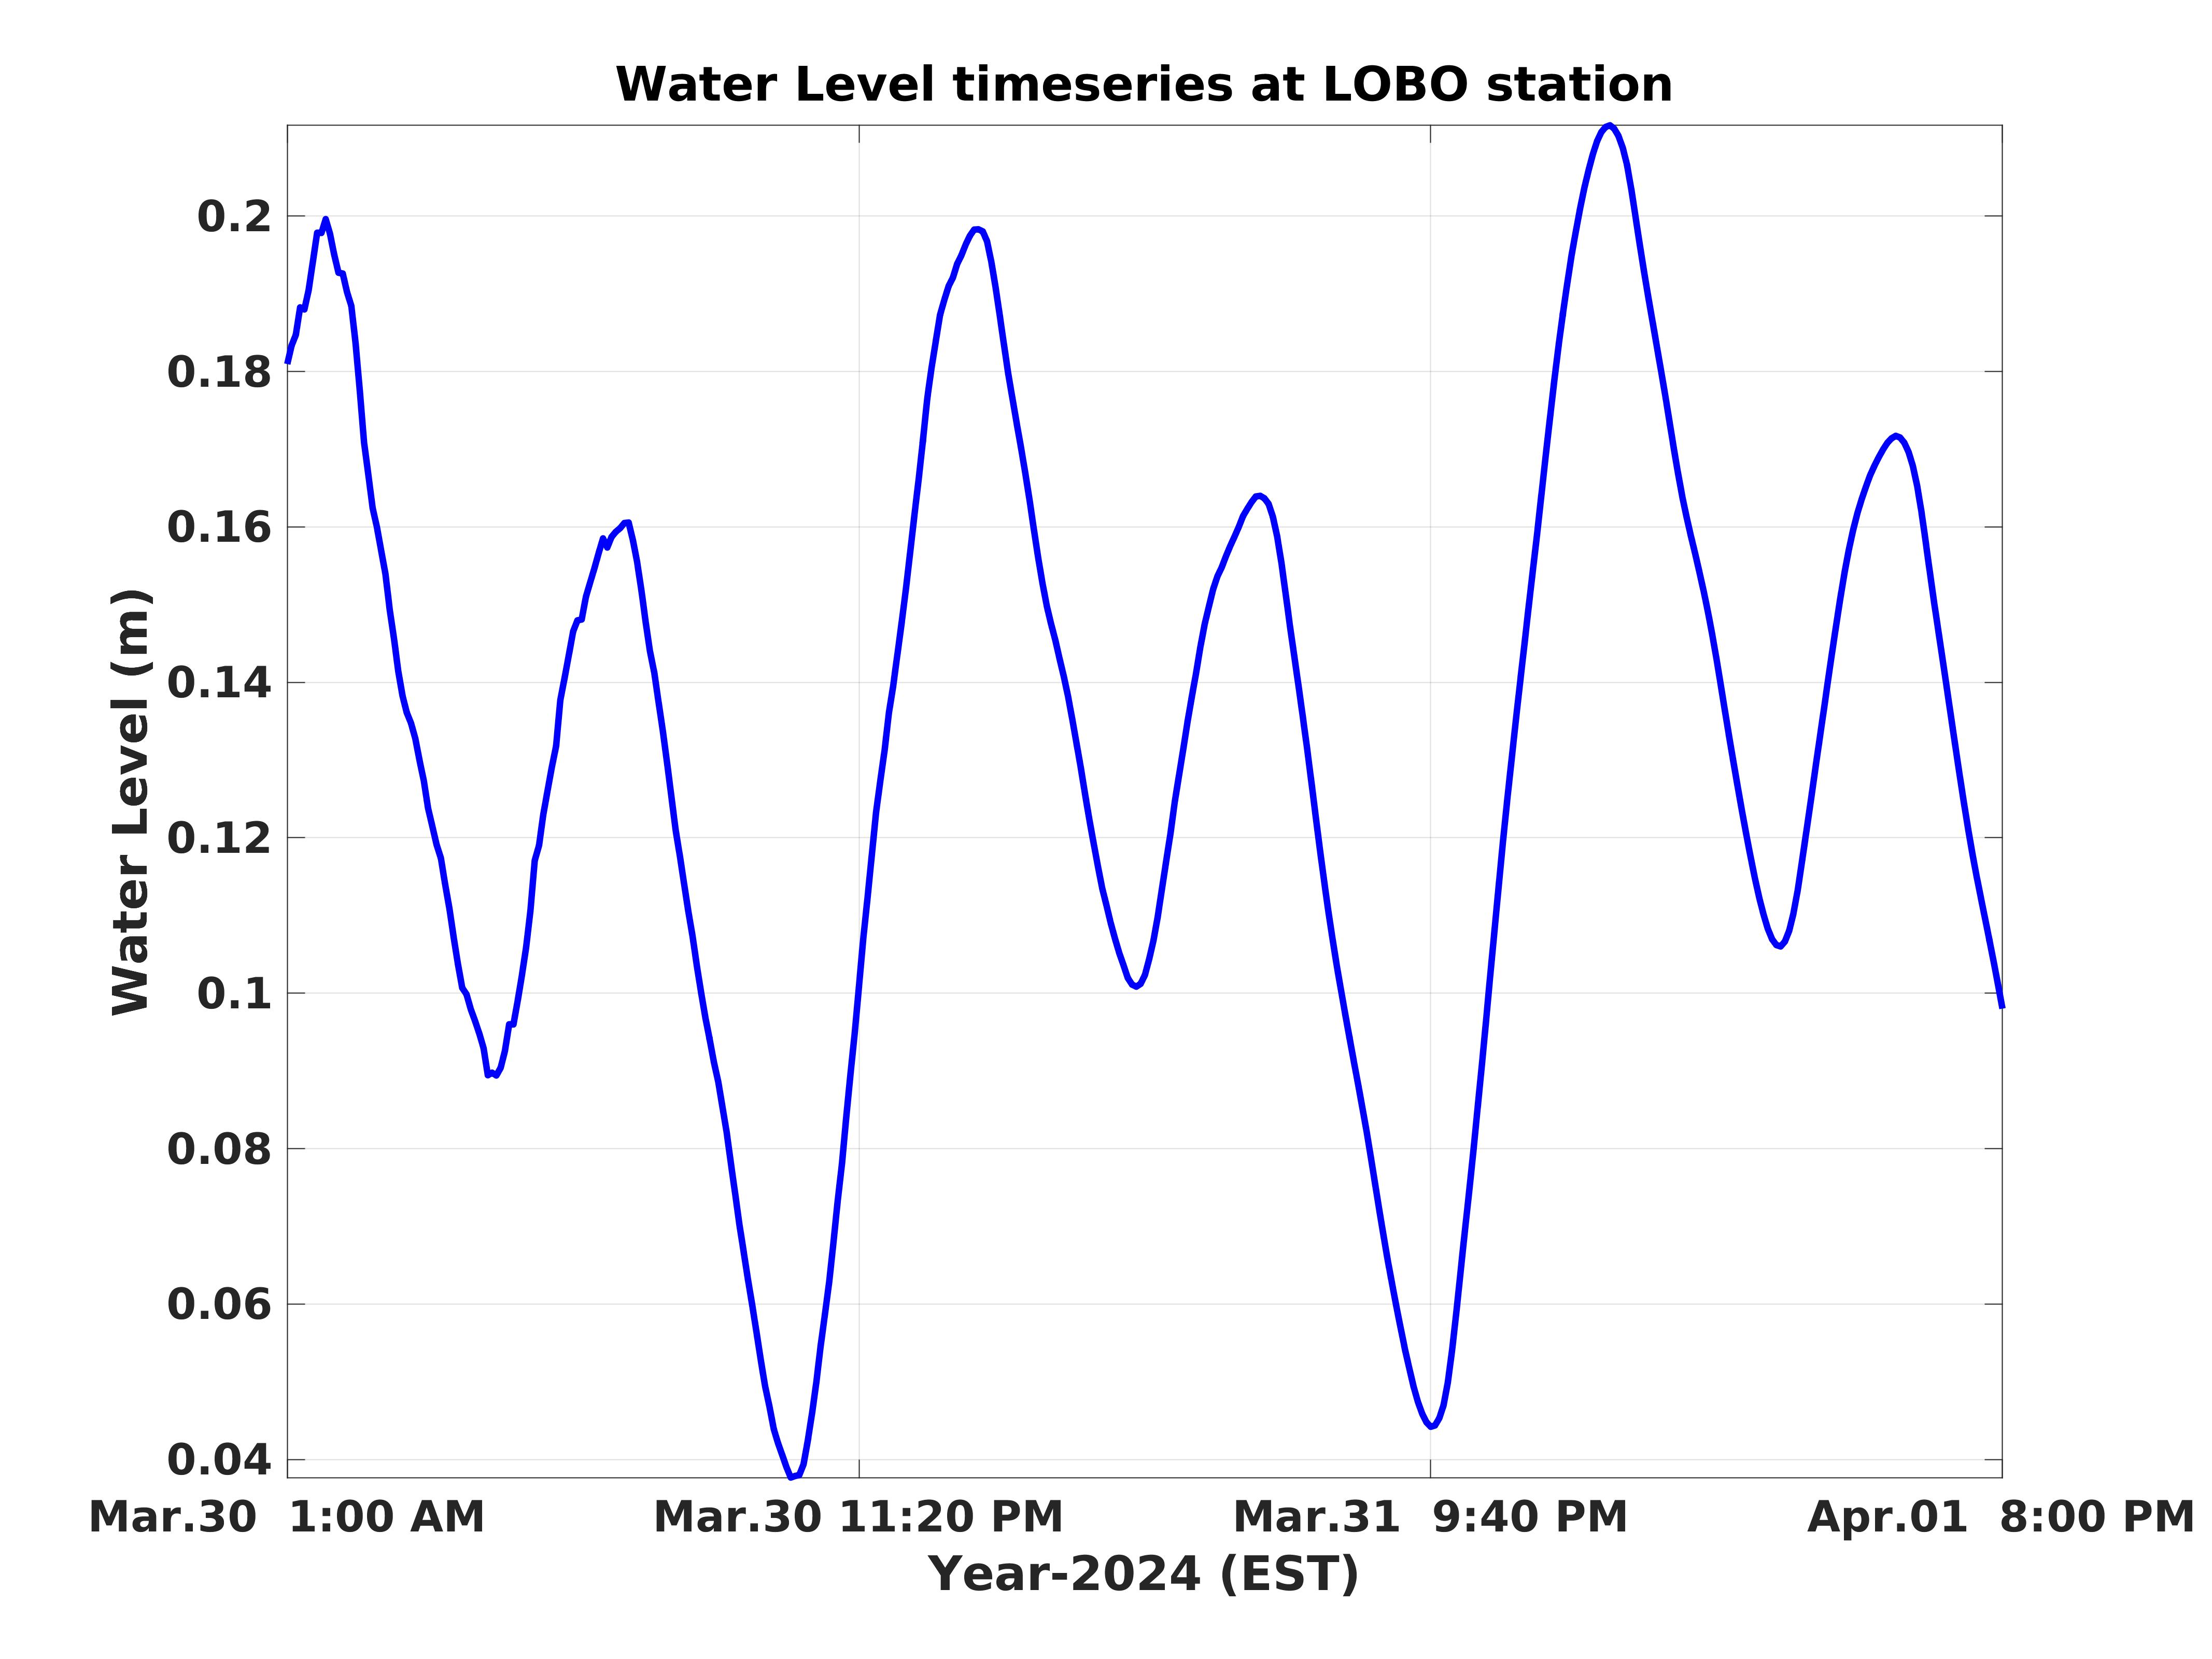 Water Level timeseries at LOBO station
Water Level (m)
0.2
0.18
0.16
0.14
0.12
0.1
0.08
0.06
0.04
Mar.30  1:00 AM
Mar.30 11:20 PM
Mar.31  9:40 PM
Apr.01  8:00 PM
Year-2024 (EST)